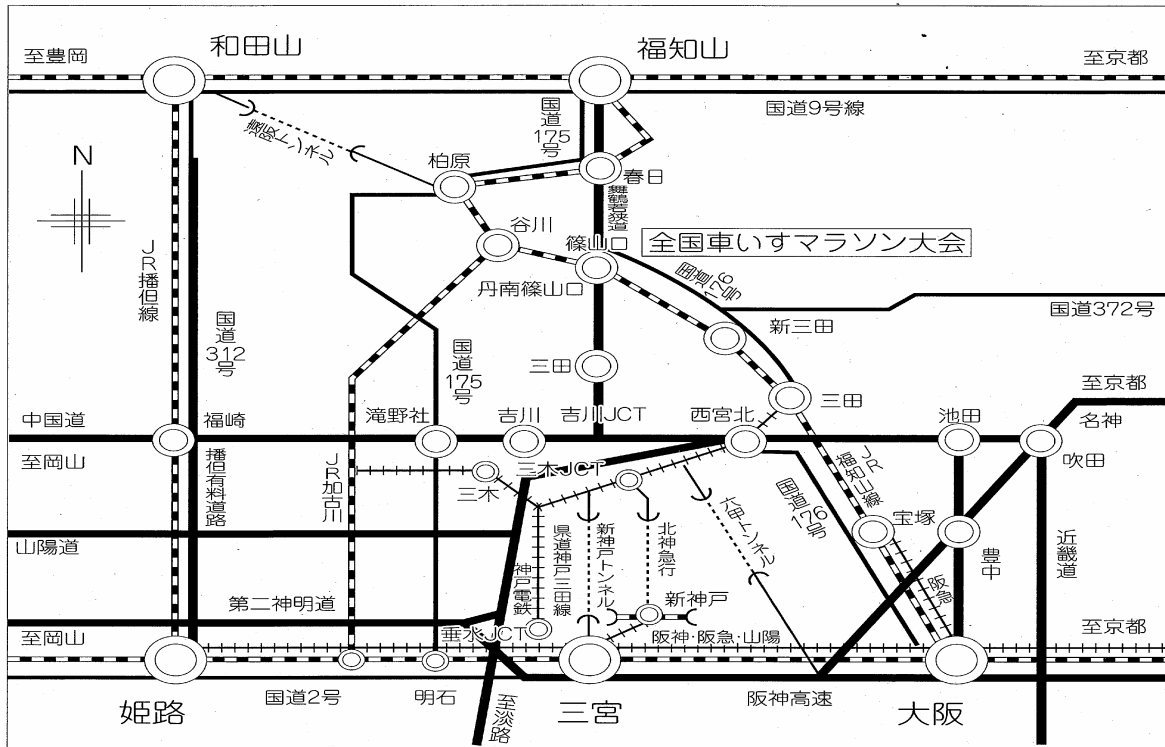 和田山
福知山
至豊岡
至京都
国道9号線
遠阪トンネル
国道175号
柏原
春日
舞鶴若狭道
N
谷川
篠山口
全国車いすマラソン大会
国道176号
丹南篠山口
JR播但線
国道372号
新三田
国道312号
国道175号
三田
三田
至京都
中国道
福崎
滝野社
吉川
吉川JCT
西宮北
池田
名神
至岡山
吹田
播但有料道路
JR加古川
三木
三木JCT
JR福知山線
国道176号
六甲トンネル
宝塚
山陽道
神戸電鉄
県道神戸三田線
新神戸トンネル
北神急行
豊中
近畿道
阪急
第二神明道
新神戸
至岡山
垂水JCT
阪神・阪急・山陽
至京都
国道2号
明石
至淡路
阪神高速
姫路
三宮
大阪